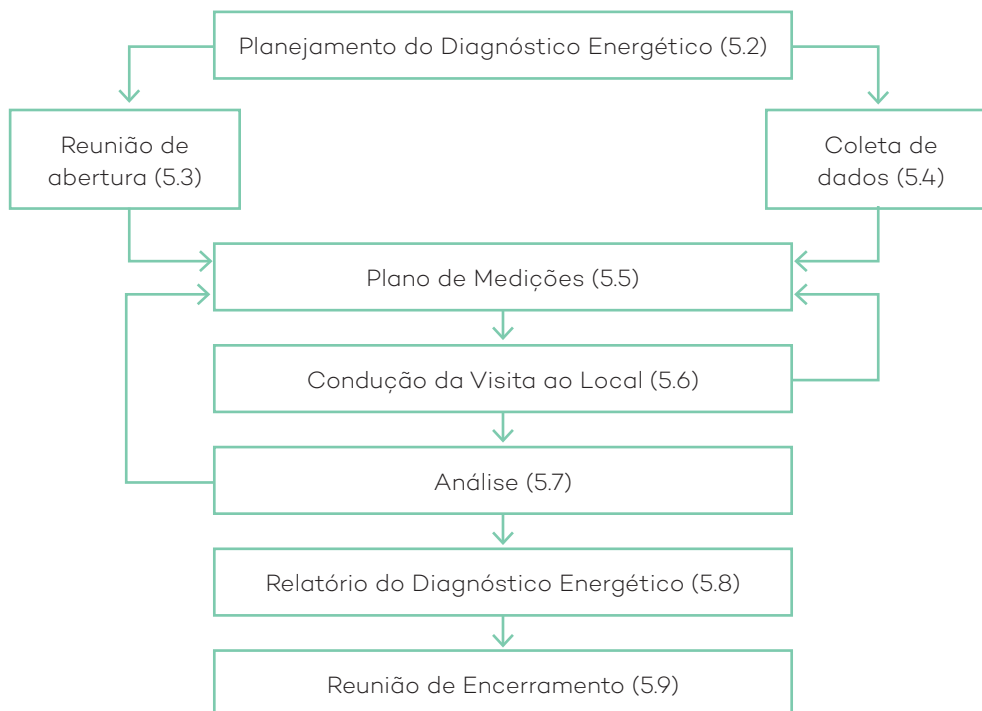 Planejamento do Diagnóstico Energético (5.2)
Reunião de
abertura (5.3)
Coleta de
dados (5.4)
Plano de Medições (5.5)
Condução da Visita ao Local (5.6)
Análise (5.7)
Relatório do Diagnóstico Energético (5.8)
Reunião de Encerramento (5.9)